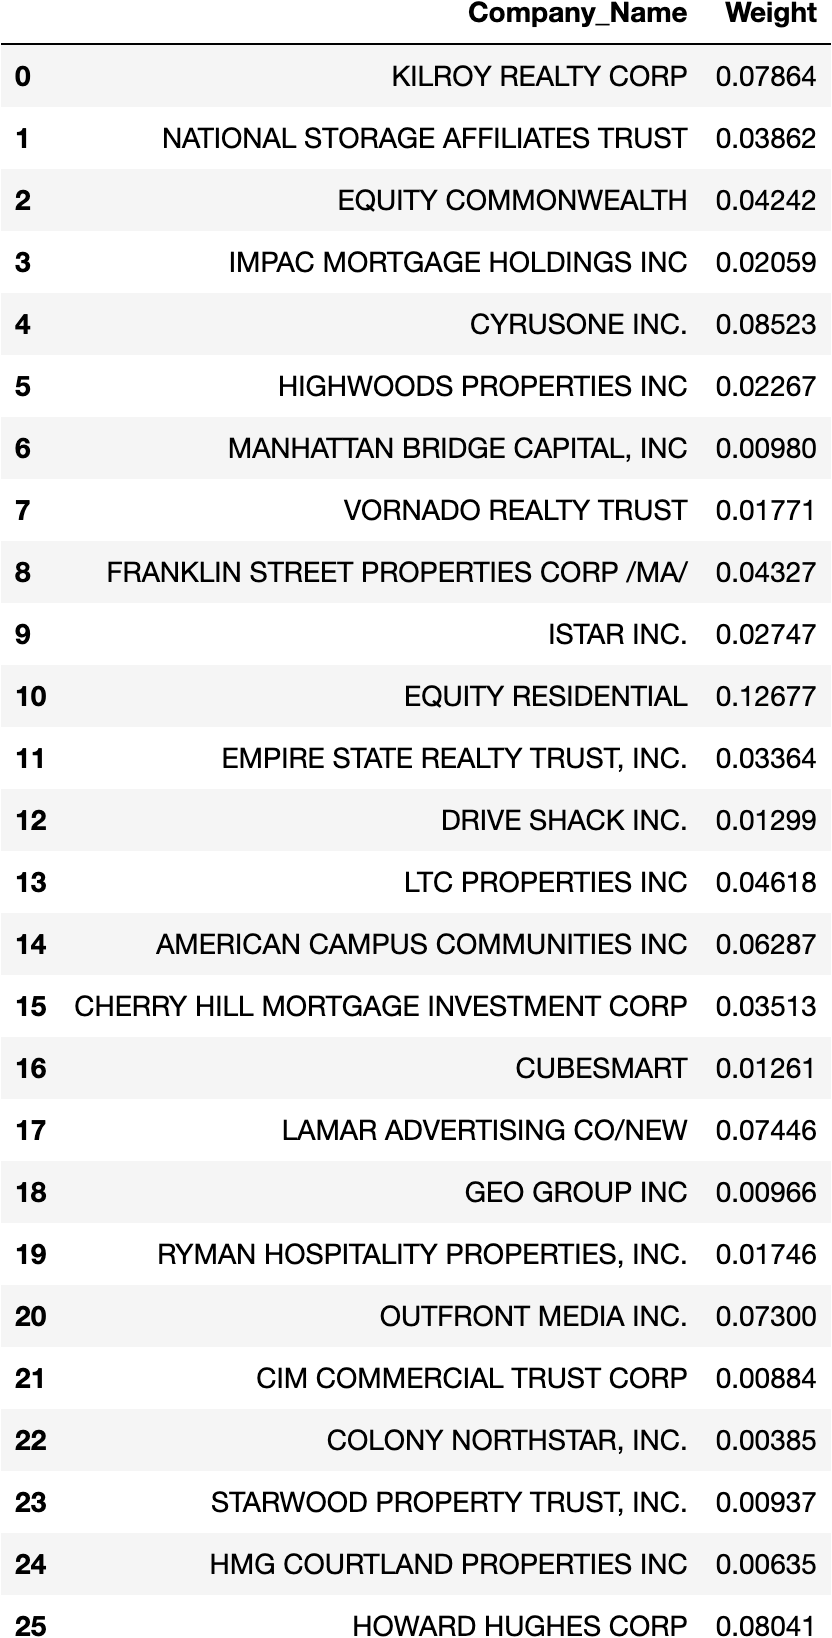 Company_Name Weight
0 KILROY REALTY CORP 0.07864
1 NATIONAL STORAGE AFFILIATES TRUST 0.03862
2 EQUITY COMMONWEALTH 0.04242
3 IMPAC MORTGAGE HOLDINGS INC 0.02059
4 CYRUSONE INC. 0.08523
5 HIGHWOODS PROPERTIES INC 0.02267
6 MANHATTAN BRIDGE CAPITAL, INC 0.00980
7 VORNADO REALTY TRUST 0.01771
8 FRANKLIN STREET PROPERTIES CORP /MA/ 0.04327
9 ISTAR INC. 0.02747
10 EQUITY RESIDENTIAL 0.12677
11 EMPIRE STATE REALTY TRUST, INC. 0.03364
12 DRIVE SHACK INC. 0.01299
13 LTC PROPERTIES INC 0.04618
14 AMERICAN CAMPUS COMMUNITIES INC 0.06287
15 CHERRY HILL MORTGAGE INVESTMENT CORP 0.03513
16 CUBESMART 0.01261
17 LAMAR ADVERTISING CO/NEW 0.07446
18 GEO GROUP INC 0.00966
19 RYMAN HOSPITALITY PROPERTIES, INC. 0.01746
20 OUTFRONT MEDIA INC. 0.07300
21 CIM COMMERCIAL TRUST CORP 0.00884
22 COLONY NORTHSTAR, INC. 0.00385
23 STARWOOD PROPERTY TRUST, INC. 0.00937
24 HMG COURTLAND PROPERTIES INC 0.00635
25 HOWARD HUGHES CORP 0.08041